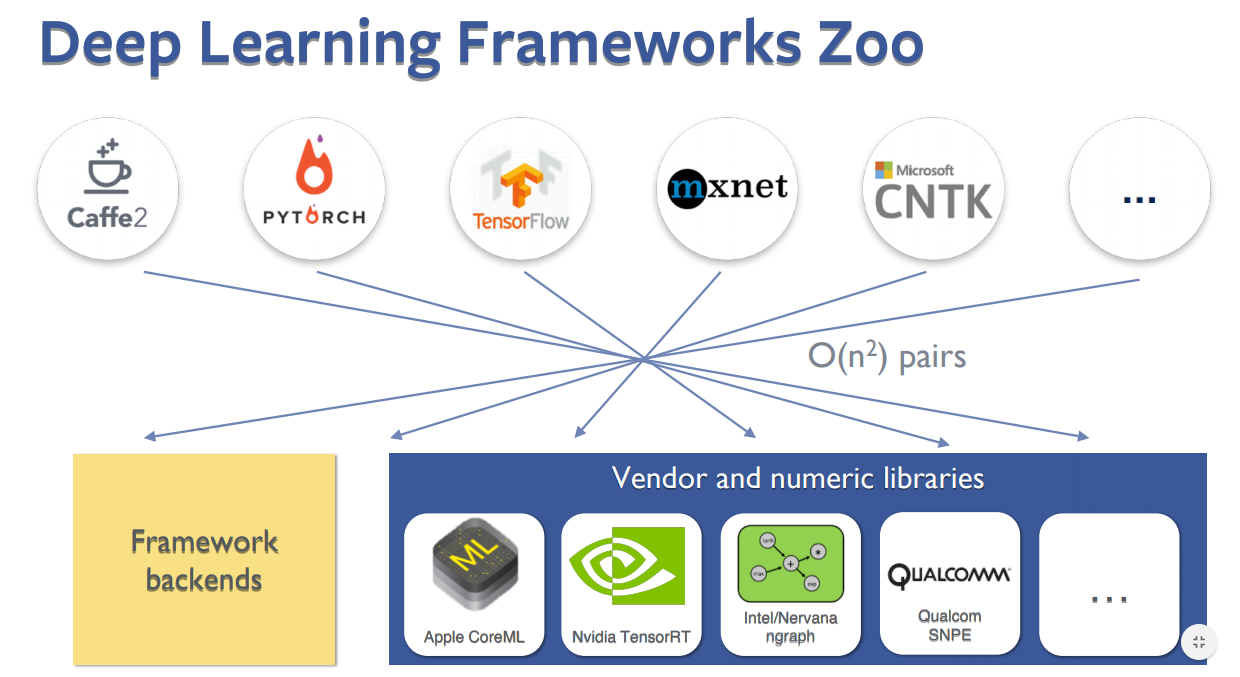 Deep Learning Frameworks Zoo
Caffe2
PYTORCH
TensorFlow
mxnet
Microsoft
CNTK
...
O(n²) pairs
Framework
backends
Vendor and numeric libraries
ML
Apple CoreML
Nvidia TensorRT
tanh
*
+
max
exp
Intel/Nervana
ngraph
QUALCOMM
Qualcom
SNPE
...